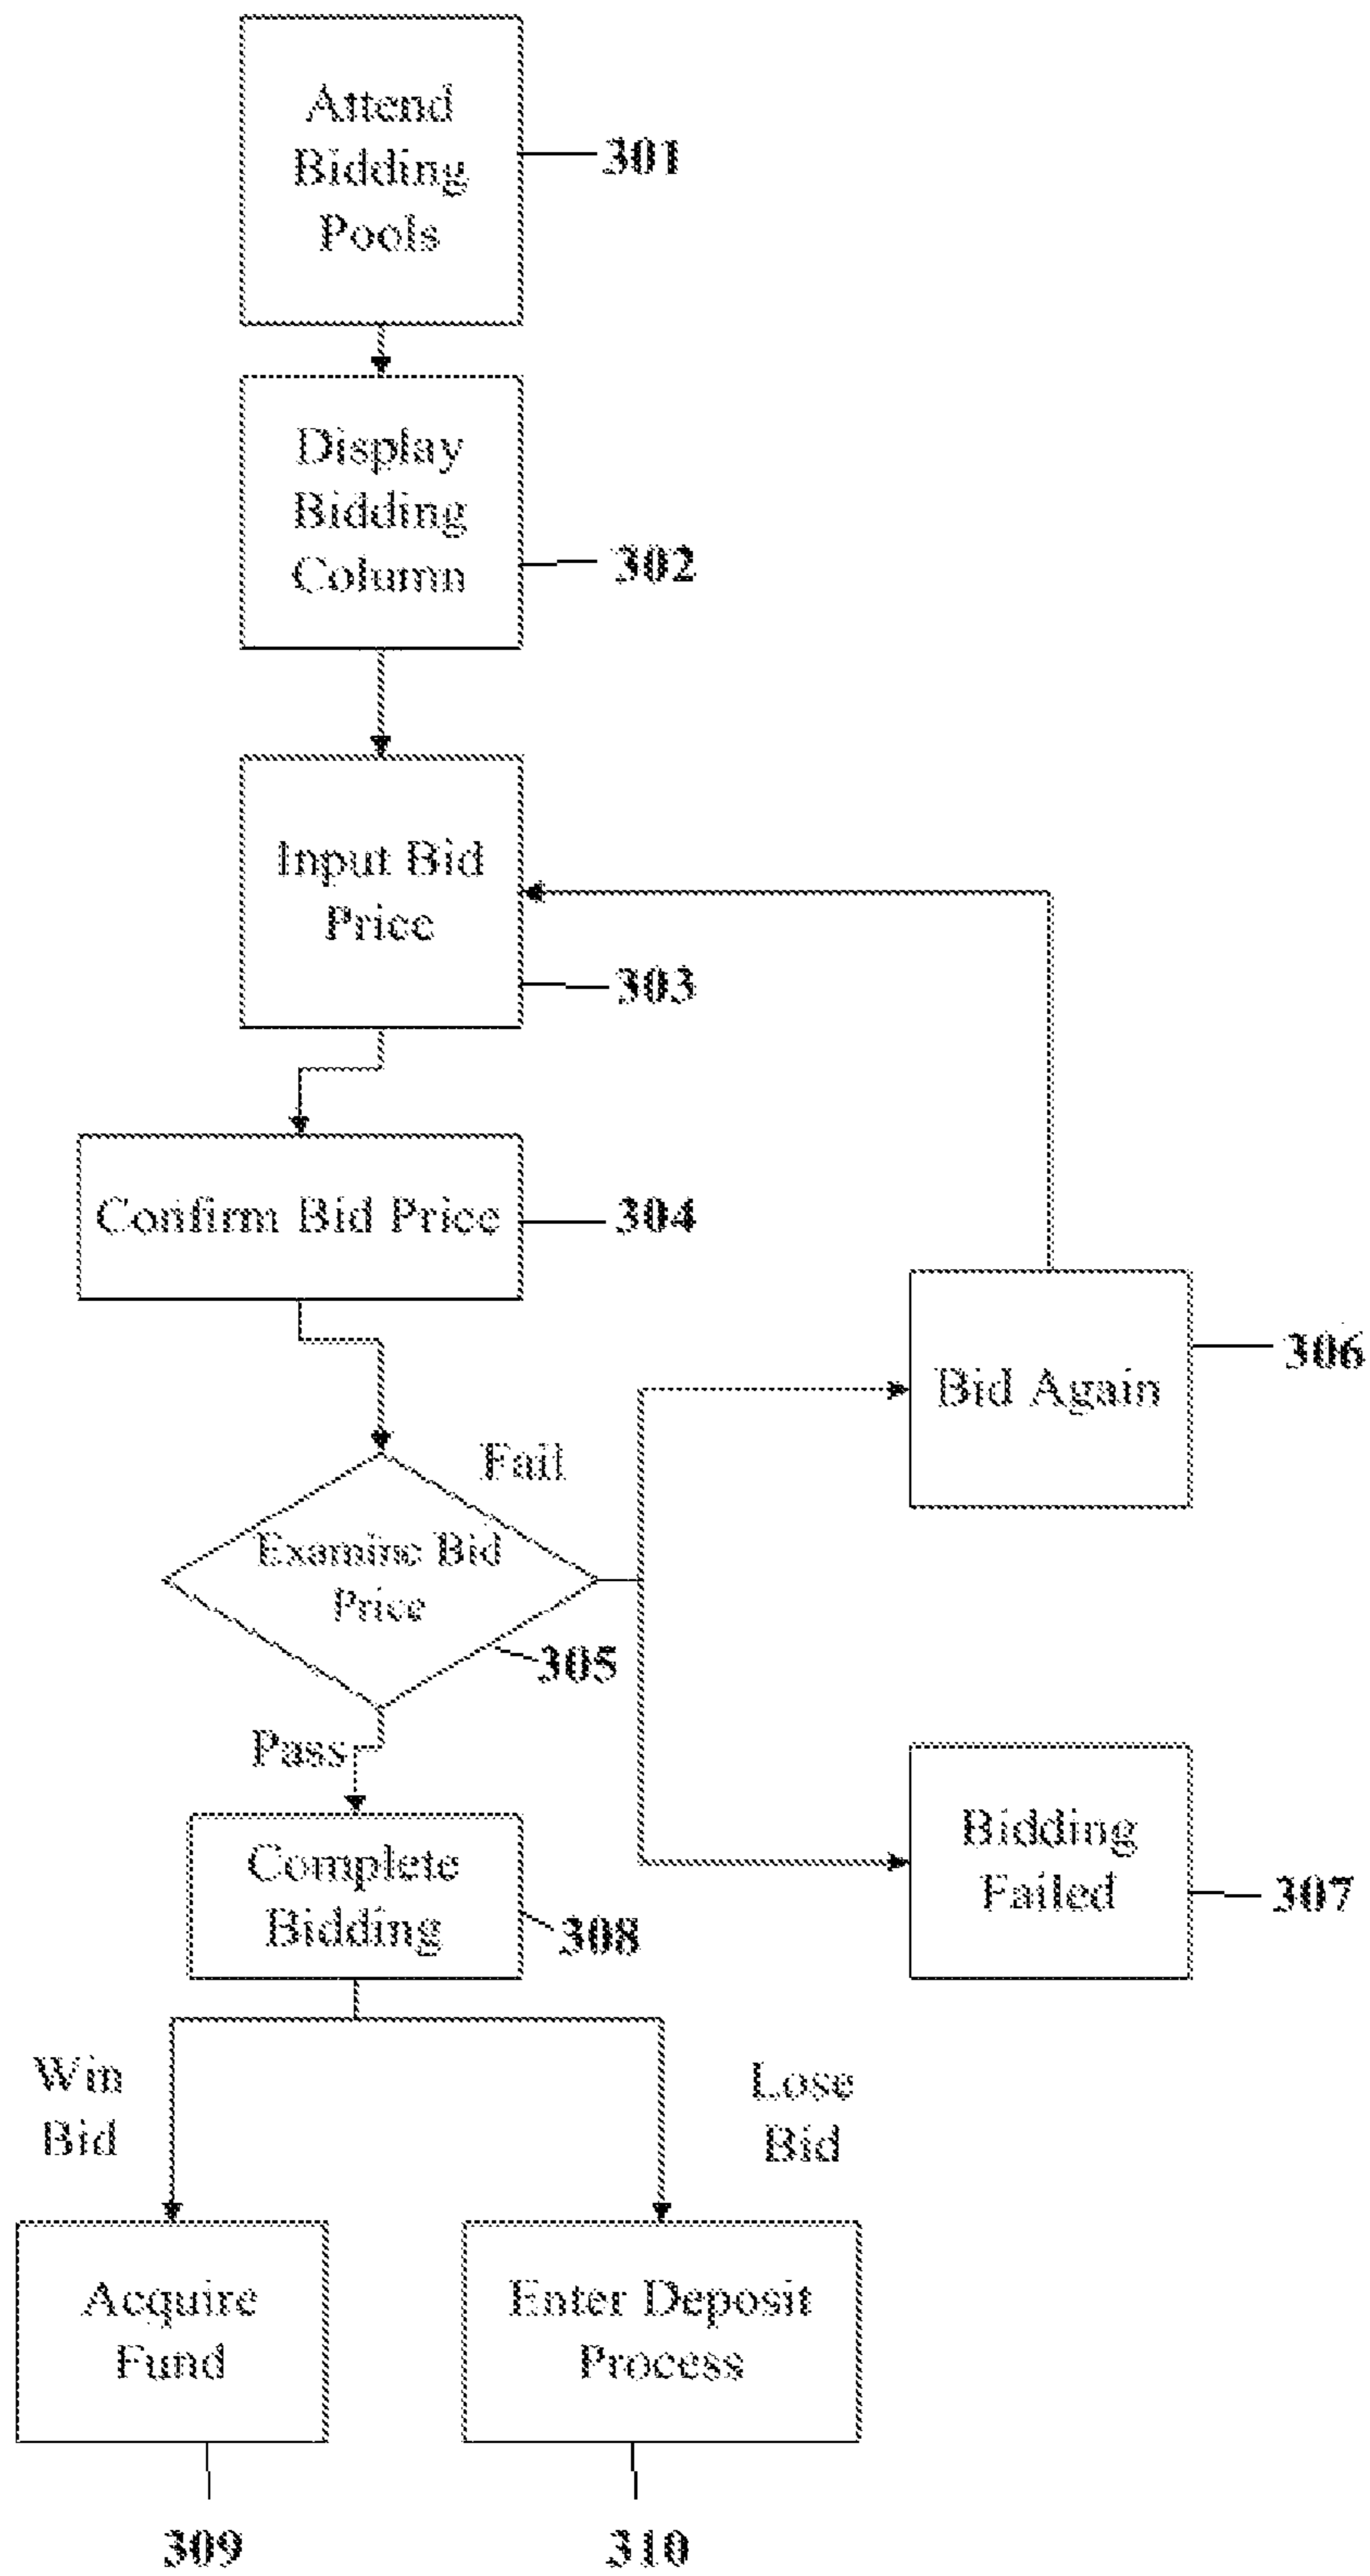 Attend
Bidding
Pools
301
Display
Bidding
Column
302
Input Bid
Price
303
Confirm Bid Price
304
Bid Again
306
Fail
Examine Bid
Price
305
Pass
Bidding
Failed
307
Complete
Bidding
308
Win
Bid
Lose
Bid
Acquire
Fund
309
Enter Deposit
Process
310